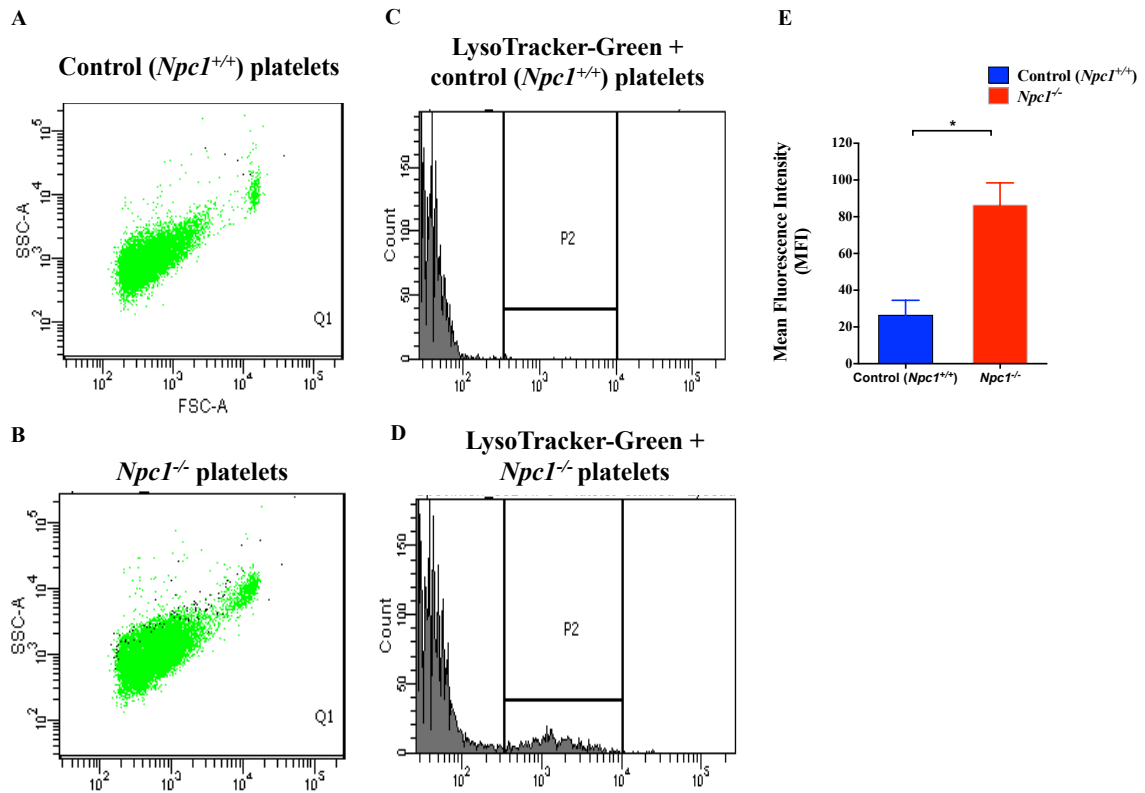 A
Control (Npc1+/+) platelets
SSC-A
10^5
10^4
10^3
10^2
Q1
10^2 10^3 10^4 10^5
FSC-A
B
Npc1-/- platelets
SSC-A
10^5
10^4
10^3
10^2
Q1
10^2 10^3 10^4 10^5
C
LysoTracker-Green +
control (Npc1+/+) platelets
Count
150
100
50
0
P2
10^2 10^3 10^4 10^5
D
LysoTracker-Green +
Npc1-/- platelets
Count
150
100
50
0
P2
10^2 10^3 10^4 10^5
E
Control (Npc1+/+)
Npc1-/-
*
Mean Fluorescence Intensity
(MFI)
120
100
80
60
40
20
0
Control (Npc1+/+) Npc1-/-